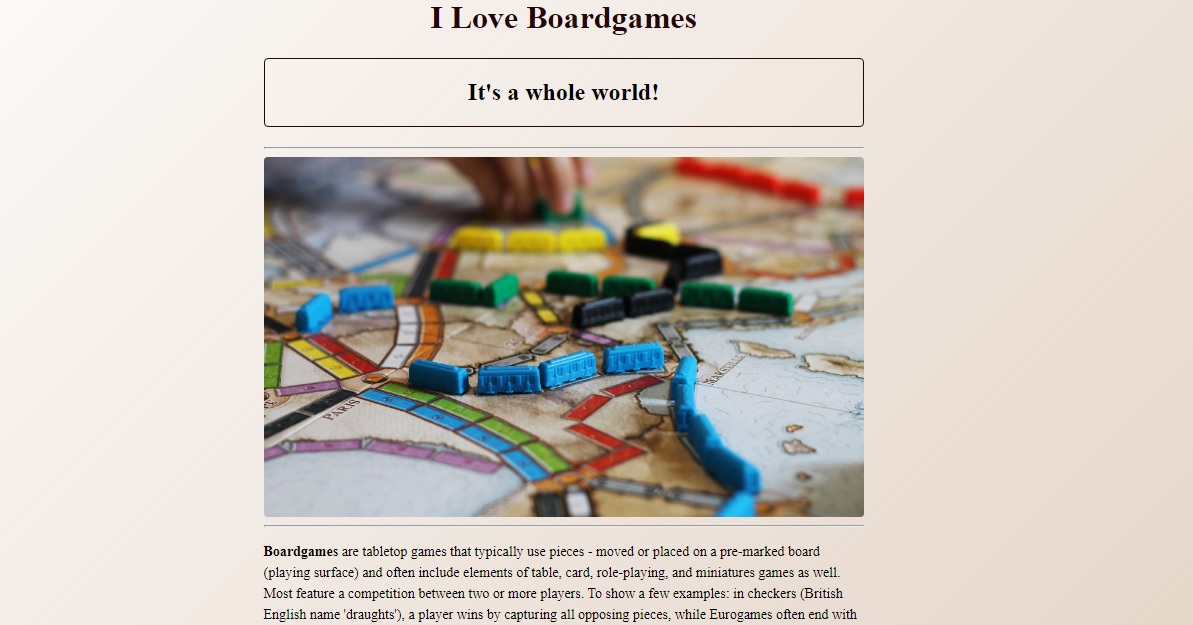 I Love Boardgames
It's a whole world!
MARSEILLE
PARIS
Boardgames are tabletop games that typically use pieces - moved or placed on a pre-marked board
(playing surface) and often include elements of table, card, role-playing, and miniatures games as well.
Most feature a competition between two or more players. To show a few examples: in checkers (British
English name 'draughts'), a player wins by capturing all opposing pieces, while Eurogames often end with